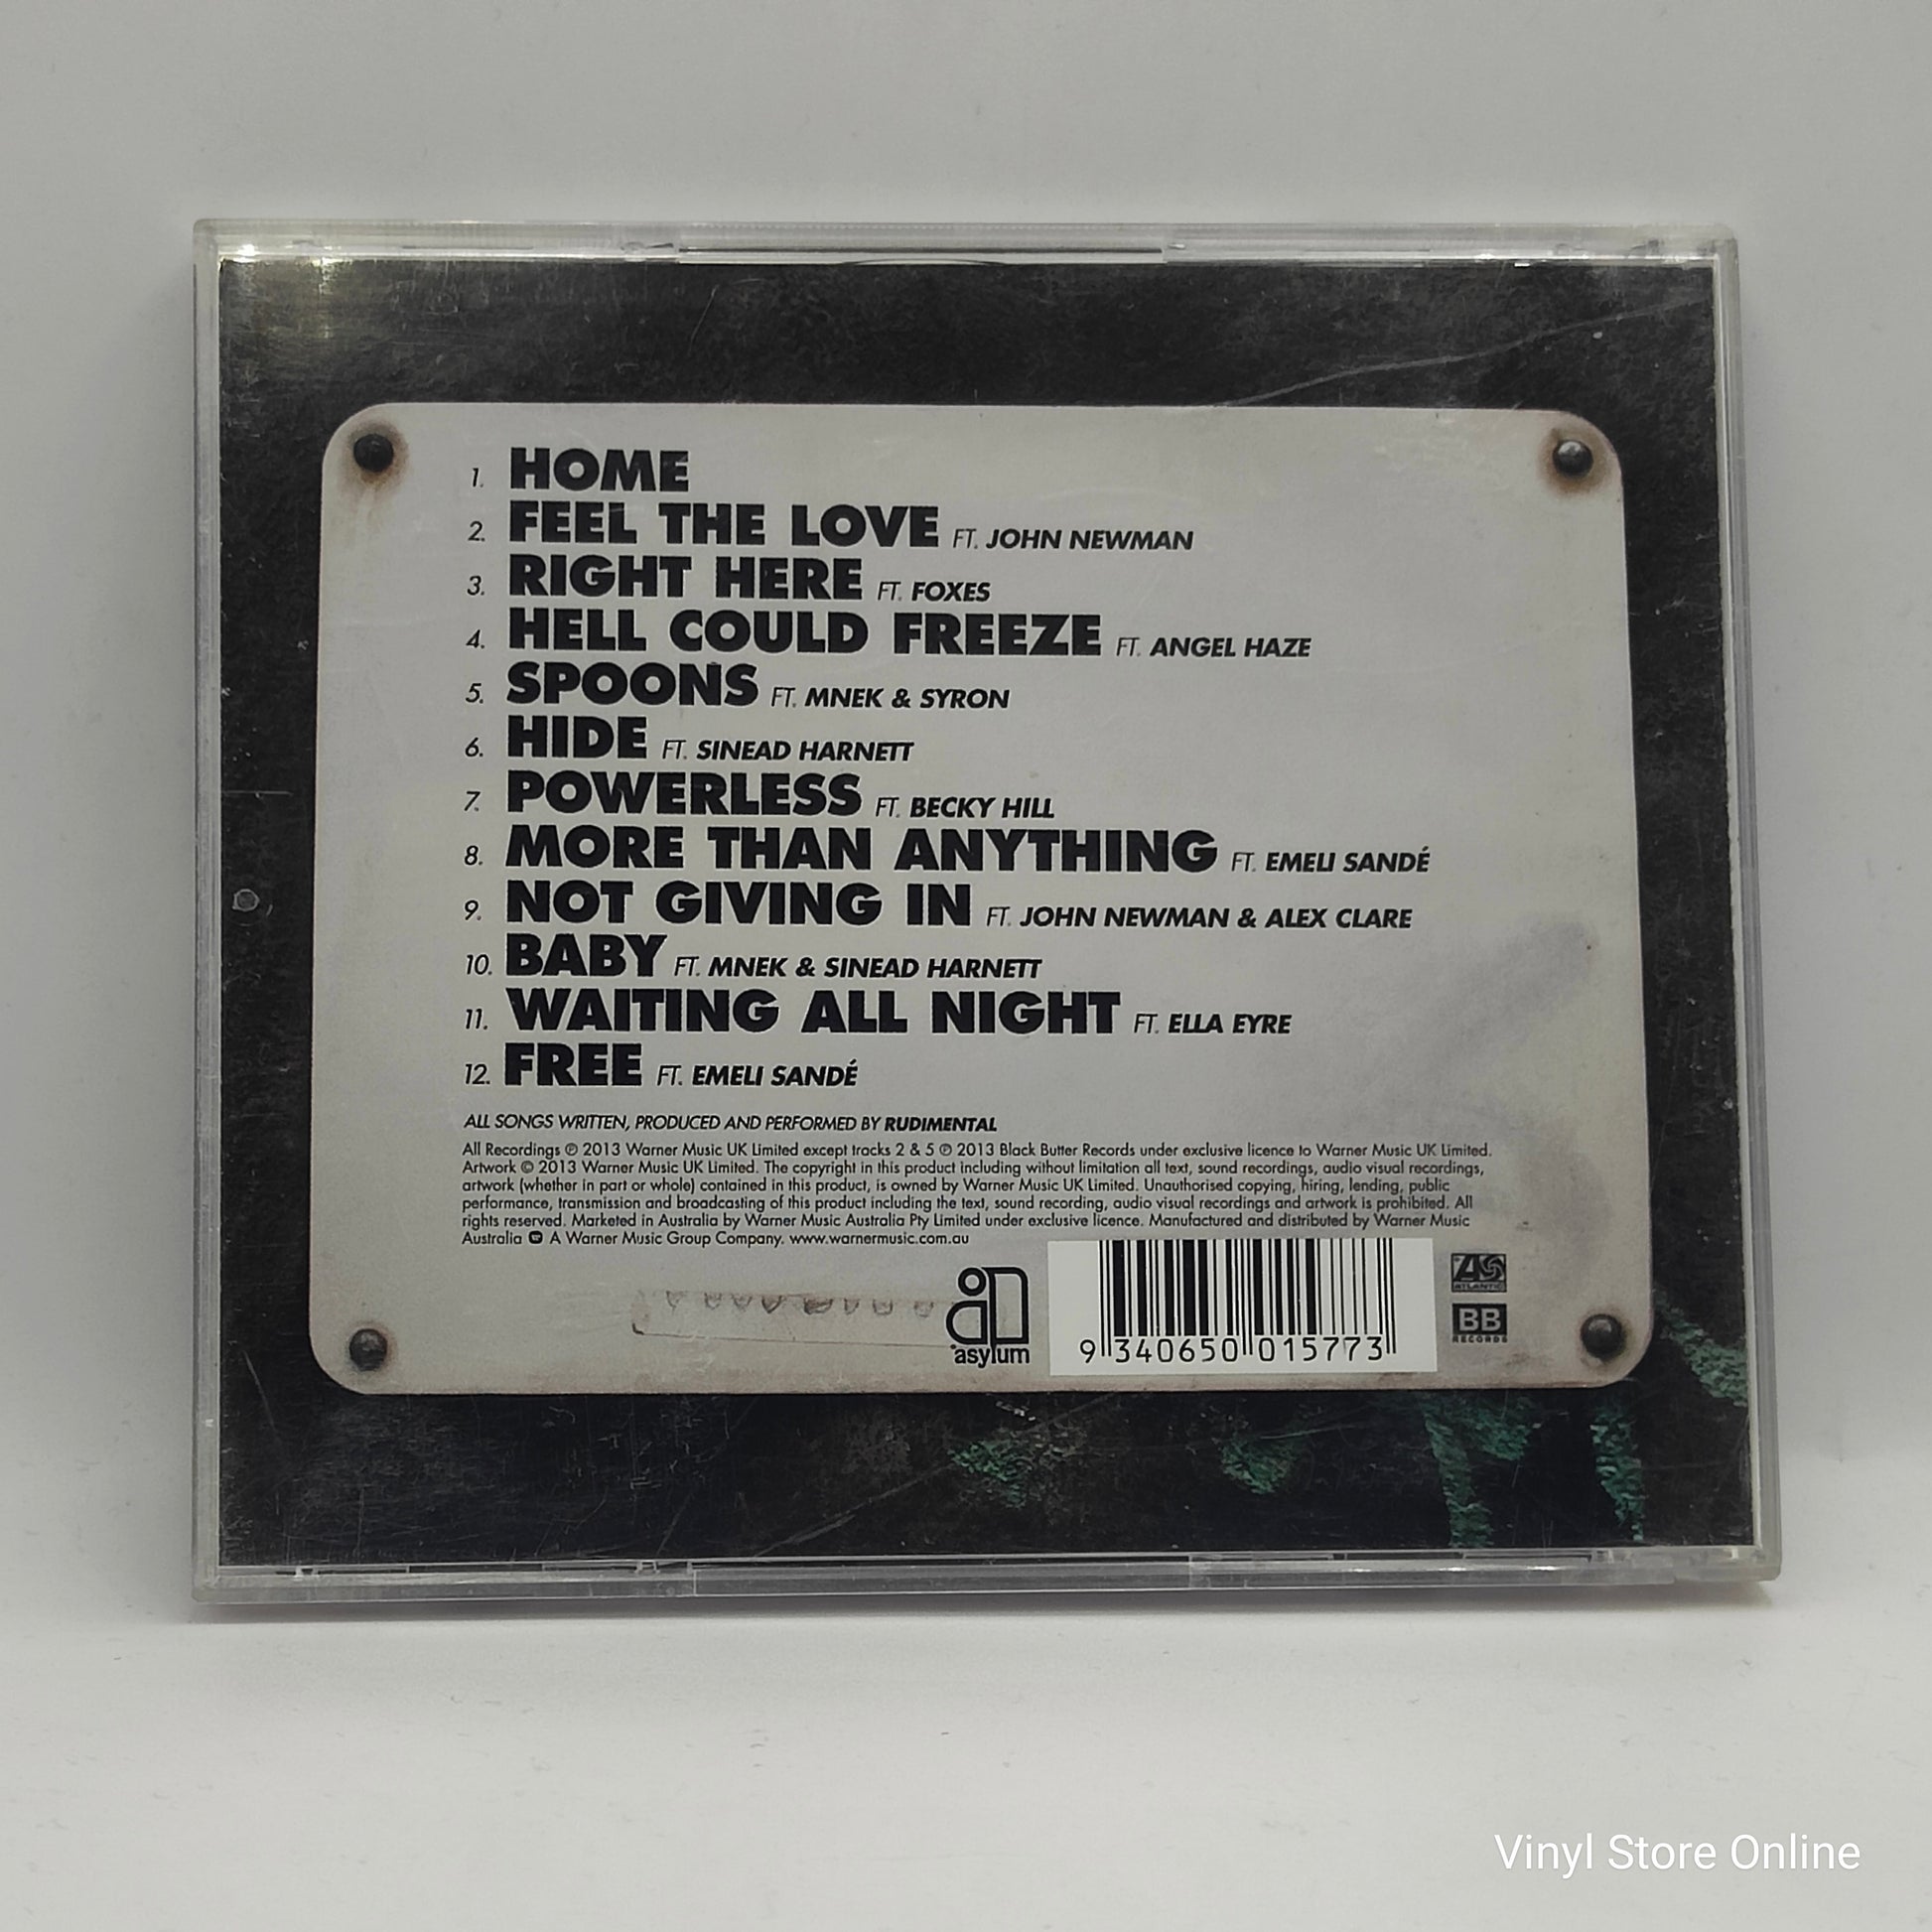 1. HOME
2. FEEL THE LOVE FT. JOHN NEWMAN
3. RIGHT HERE FT. FOXES
4. HELL COULD FREEZE FT. ANGEL HAZE
5. SPOONS FT. MNEK & SYRON
6. HIDE FT. SINEAD HARNETT
7. POWERLESS FT. BECKY HILL
8. MORE THAN ANYTHING FT. EMELI SANDÉ
9. NOT GIVING IN FT. JOHN NEWMAN & ALEX CLARE
10. BABY FT. MNEK & SINEAD HARNETT
11. WAITING ALL NIGHT FT. ELLA EYRE
12. FREE FT. EMELI SANDÉ
ALL SONGS WRITTEN, PRODUCED AND PERFORMED BY RUDIMENTAL
All Recordings ℗ 2013 Warner Music UK Limited except tracks 2 & 5 ℗ 2013 Black Butter Records under exclusive licence to Warner Music UK Limited.
Artwork © 2013 Warner Music UK Limited. The copyright in this product including without limitation all text, sound recordings, audio visual recordings,
artwork (whether in part or whole) contained in this product, is owned by Warner Music UK Limited. Unauthorised copying, hiring, lending, public
performance, transmission and broadcasting of this product including the text, sound recording, audio visual recordings and artwork is prohibited. All
rights reserved. Marketed in Australia by Warner Music Australia Pty Limited under exclusive licence. Manufactured and distributed by Warner Music
Australia A Warner Music Group Company. www.warnermusic.com.au
asylum
9 340650 015773
ATLANTIC
BB
RECORDS
Vinyl Store Online